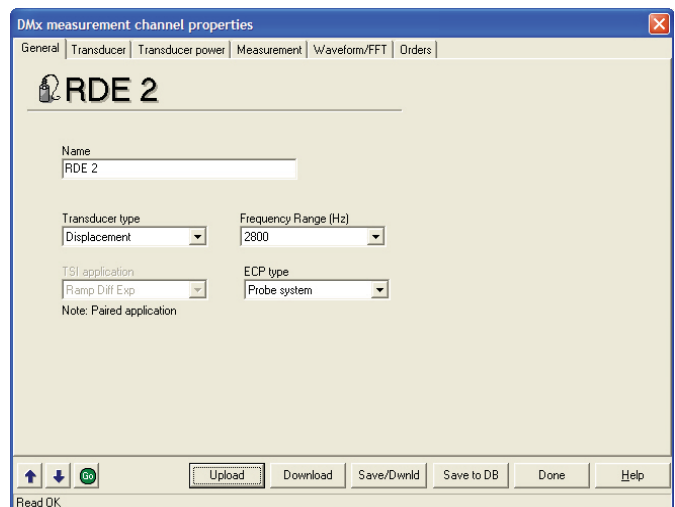 DMx measurement channel properties
General Transducer Transducer power Measurement Waveform/FFT Orders
RDE 2
Name
RDE 2
Transducer type Frequency Range (Hz)
Displacement 2800
TSI application ECP type
Ramp Diff Exp Probe system
Note: Paired application
Go Upload Download Save/Dwnld Save to DB Done Help
Read OK